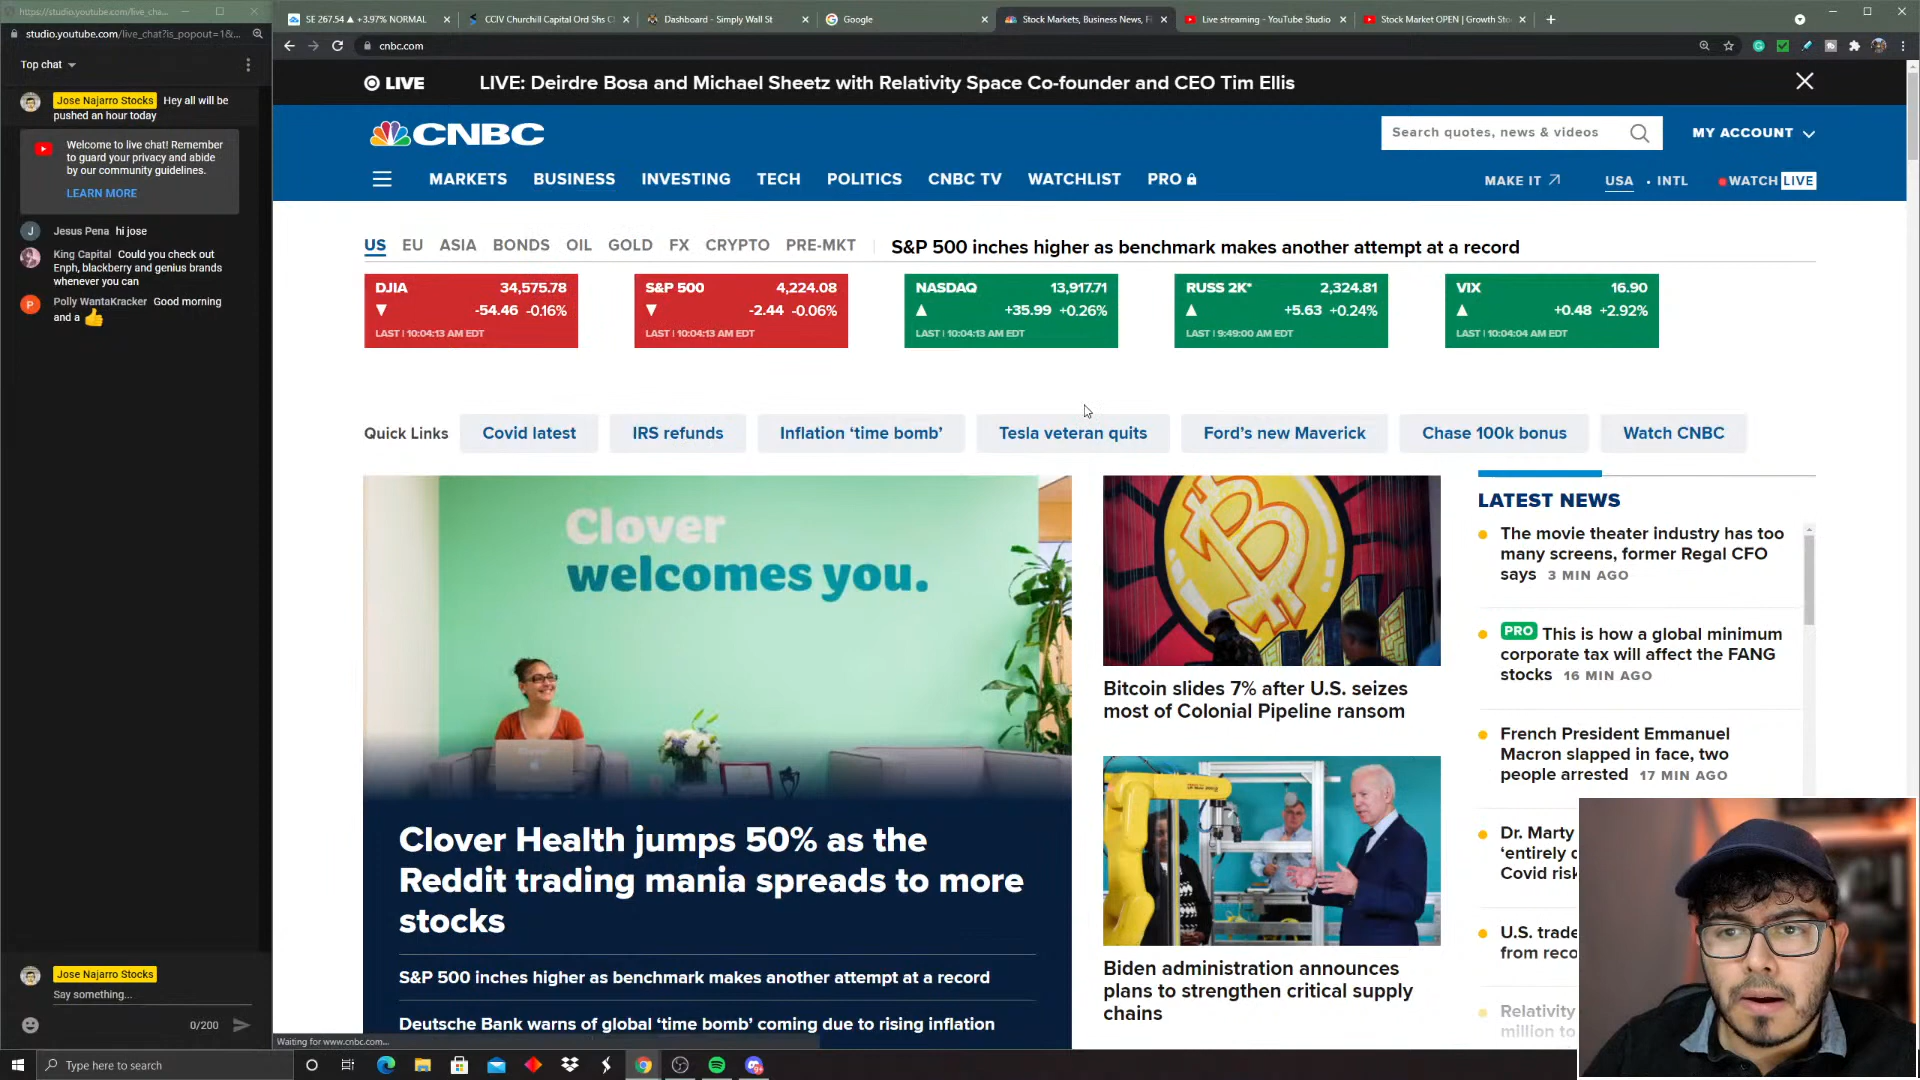 https://studio.youtube.com/live_cha...
studio.youtube.com/live_chat?is_popout=1&...
Top chat
Jose Najarro Stocks Hey all will be
pushed an hour today
Welcome to live chat! Remember
to guard your privacy and abide
by our community guidelines.
LEARN MORE
J
Jesus Pena hi jose
King Capital Could you check out
Enph, blackberry and genius brands
whenever you can
P
Polly WantaKracker Good morning
and a
Jose Najarro Stocks
Say something...
0/200
SE 267.54 ▲ +3.97% NORMAL
CCIV Churchill Capital Ord Shs C
Dashboard - Simply Wall St
Google
Stock Markets, Business News, F
Live streaming - YouTube Studio
Stock Market OPEN | Growth Sto
cnbc.com
LIVE
LIVE: Deirdre Bosa and Michael Sheetz with Relativity Space Co-founder and CEO Tim Ellis
CNBC
Search quotes, news & videos
MY ACCOUNT
MARKETS BUSINESS INVESTING TECH POLITICS CNBC TV WATCHLIST PRO
MAKE IT USA • INTL WATCH LIVE
US EU ASIA BONDS OIL GOLD FX CRYPTO PRE-MKT
S&P 500 inches higher as benchmark makes another attempt at a record
DJIA 34,575.78
▼ -54.46 -0.16%
LAST | 10:04:13 AM EDT
S&P 500 4,224.08
▼ -2.44 -0.06%
LAST | 10:04:13 AM EDT
NASDAQ 13,917.71
▲ +35.99 +0.26%
LAST | 10:04:13 AM EDT
RUSS 2K* 2,324.81
▲ +5.63 +0.24%
LAST | 9:49:00 AM EDT
VIX 16.90
▲ +0.48 +2.92%
LAST | 10:04:04 AM EDT
Quick Links
Covid latest
IRS refunds
Inflation ‘time bomb’
Tesla veteran quits
Ford’s new Maverick
Chase 100k bonus
Watch CNBC
Clover
welcomes you.
Clover Health jumps 50% as the
Reddit trading mania spreads to more
stocks
S&P 500 inches higher as benchmark makes another attempt at a record
Deutsche Bank warns of global ‘time bomb’ coming due to rising inflation
Bitcoin slides 7% after U.S. seizes
most of Colonial Pipeline ransom
Biden administration announces
plans to strengthen critical supply
chains
LATEST NEWS
The movie theater industry has too
many screens, former Regal CFO
says 3 MIN AGO
PRO This is how a global minimum
corporate tax will affect the FANG
stocks 16 MIN AGO
French President Emmanuel
Macron slapped in face, two
people arrested 17 MIN AGO
Dr. Marty
‘entirely
Covid risk
U.S. trade
from
Relativity
million to
Waiting for www.cnbc.com...
Type here to search